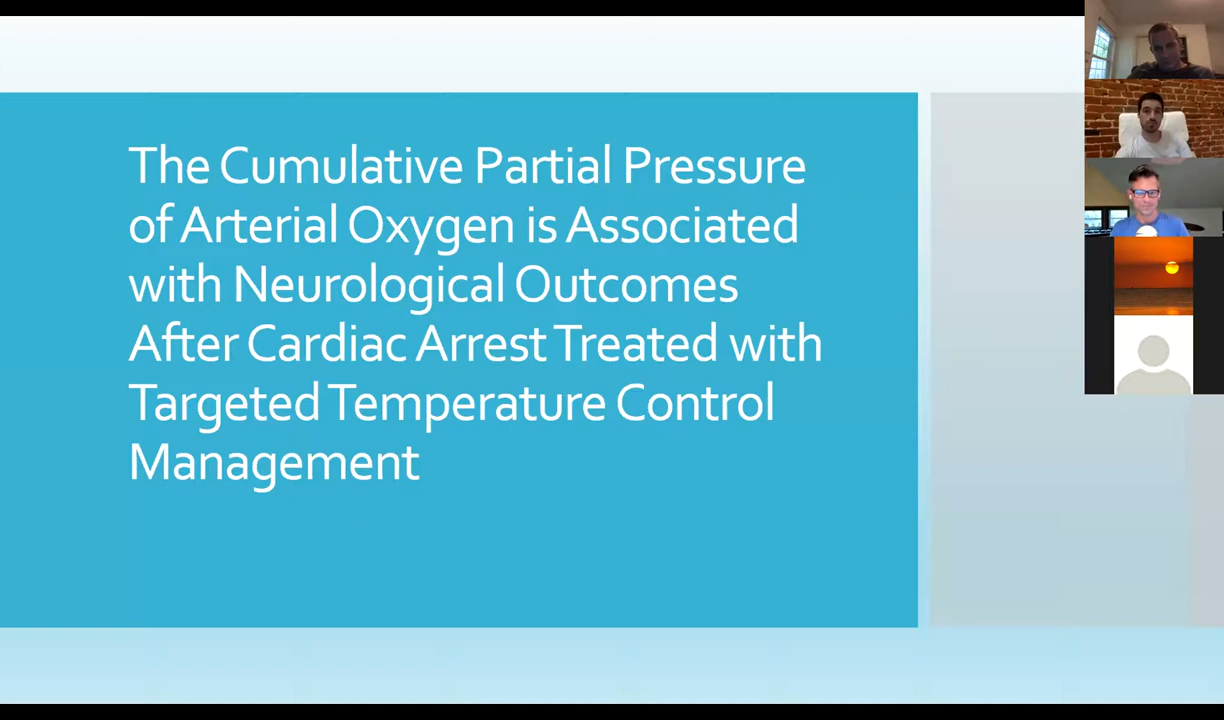 The Cumulative Partial Pressure
of Arterial Oxygen is Associated
with Neurological Outcomes
After Cardiac Arrest Treated with
Targeted Temperature Control
Management